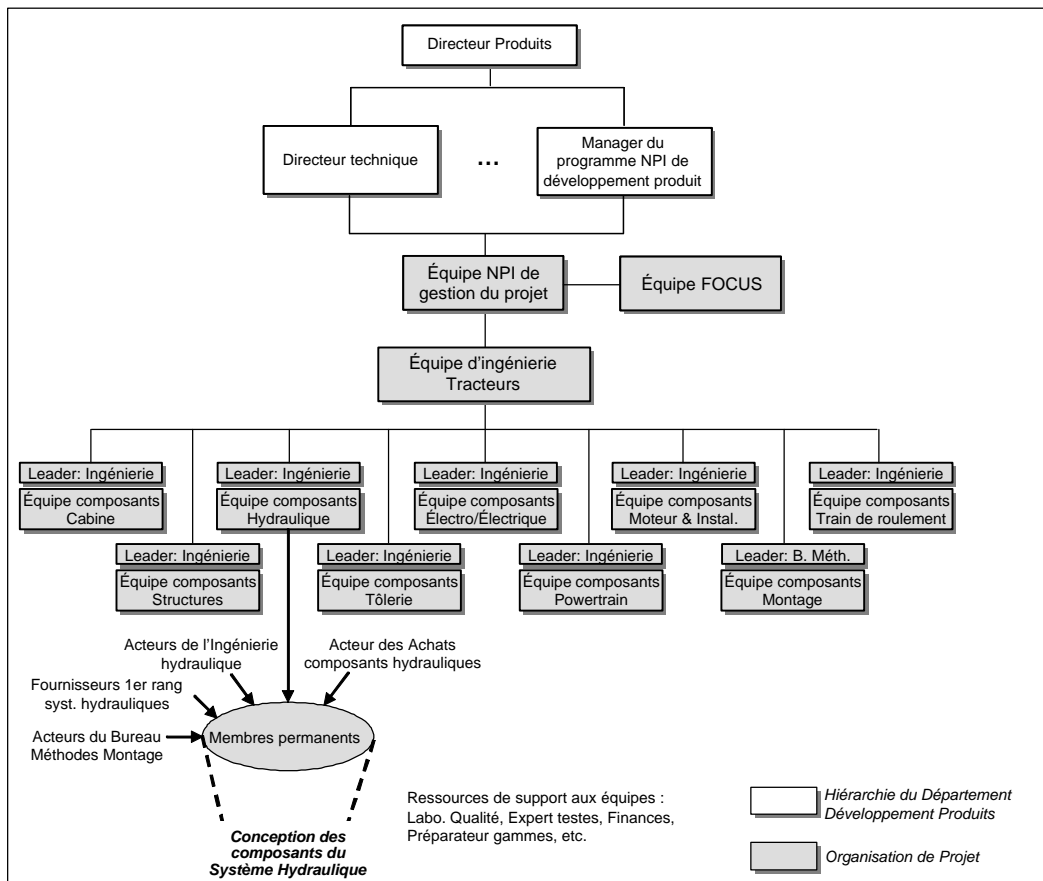 Directeur Produits
Directeur technique
...
Manager du
programme NPI de
développement produit
Équipe NPI de
gestion du projet
Équipe FOCUS
Équipe d'ingénierie
Tracteurs
Leader: Ingénierie
Équipe composants
Cabine
Leader: Ingénierie
Équipe composants
Hydraulique
Leader: Ingénierie
Équipe composants
Électro/Électrique
Leader: Ingénierie
Équipe composants
Moteur & Instal.
Leader: Ingénierie
Équipe composants
Train de roulement
Leader: Ingénierie
Équipe composants
Structures
Leader: Ingénierie
Équipe composants
Tôlerie
Leader: Ingénierie
Équipe composants
Powertrain
Leader: B. Méth.
Équipe composants
Montage
Acteurs de l'Ingénierie
hydraulique
Acteur des Achats
composants hydrauliques
Fournisseurs 1er rang
syst. hydrauliques
Acteurs du Bureau
Méthodes Montage
Membres permanents
Conception des
composants du
Système Hydraulique
Ressources de support aux équipes :
Labo. Qualité, Expert testes, Finances,
Préparateur gammes, etc.
Hiérarchie du Département
Développement Produits
Organisation de Projet